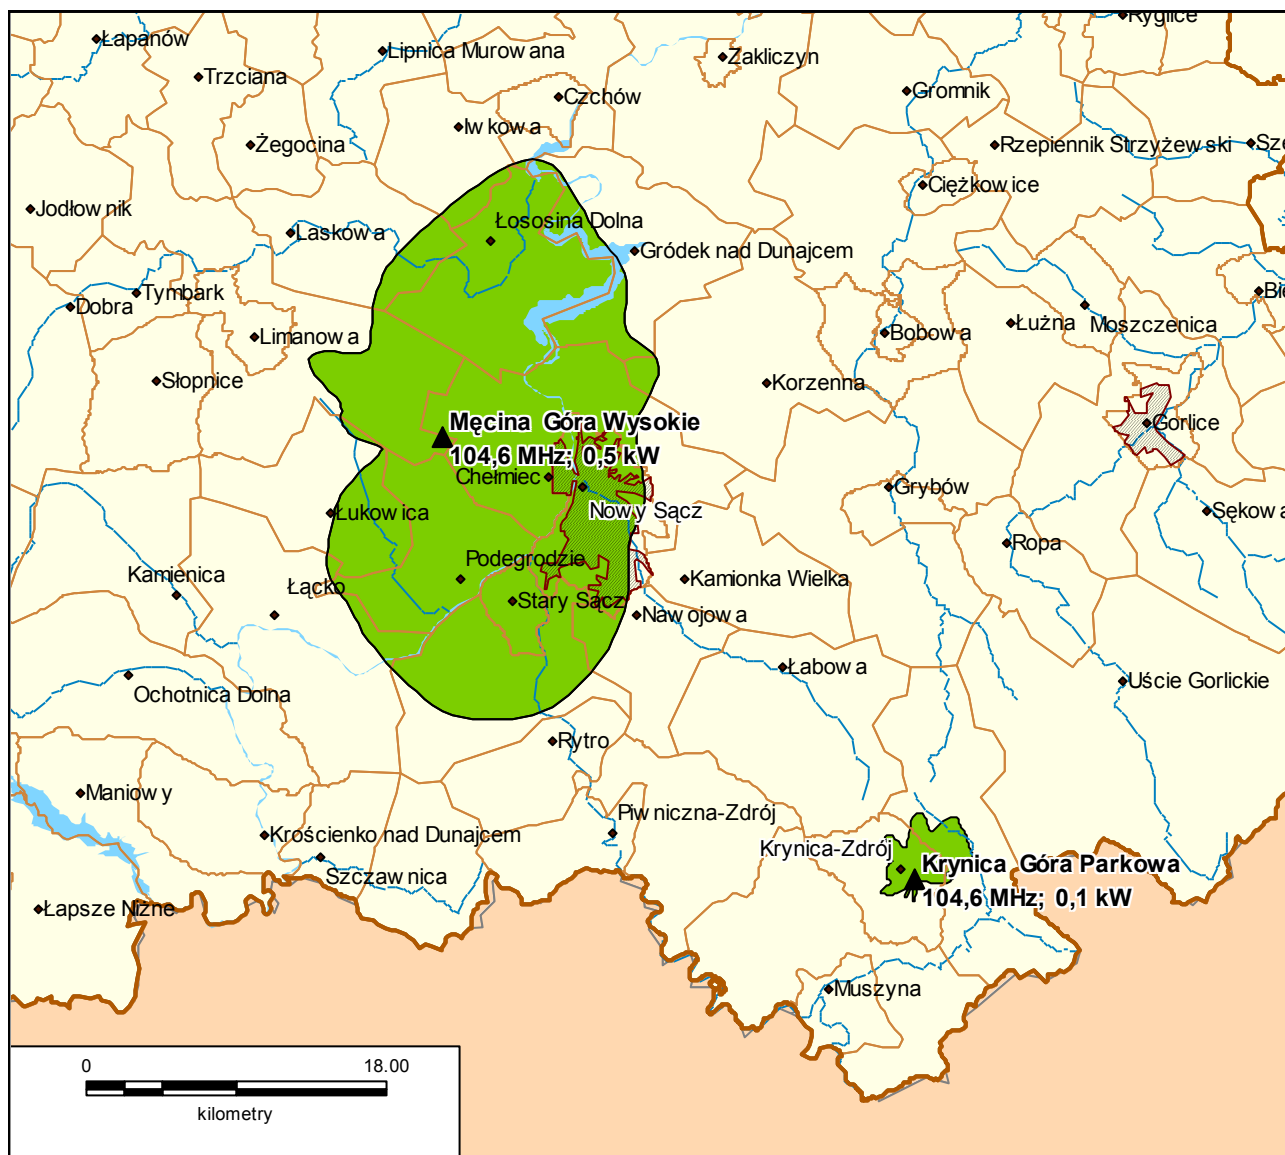 Łapanów
Lipnica Murowana
Zakliczyn
Ryglice
Trzciana
Czchów
Gromnik
Iwkowa
Żegocina
Rzepiennik Strzyżewski
Sze
Ciężkowice
Jodłownik
Laskowa
Łososina Dolna
Gródek nad Dunajcem
Tymbark
Dobra
Limanowa
Bobowa
Łużna
Moszczenica
Bie
Słopnice
Korzenna
Męcina Góra Wysokie
104,6 MHz; 0,5 kW
Gorlice
Chełmiec
Grybów
Nowy Sącz
Łukowica
Sękowa
Ropa
Kamienica
Podegrodzie
Kamionka Wielka
Łącko
Stary Sącz
Nawojowa
Łabowa
Ochotnica Dolna
Uście Gorlickie
Rytro
Maniowy
Piwniczna-Zdrój
Krościenko nad Dunajcem
Krynica-Zdrój
Krynica Góra Parkowa
104,6 MHz; 0,1 kW
Szczawnica
Łapsze Niżne
Muszyna
0 18.00
kilometry